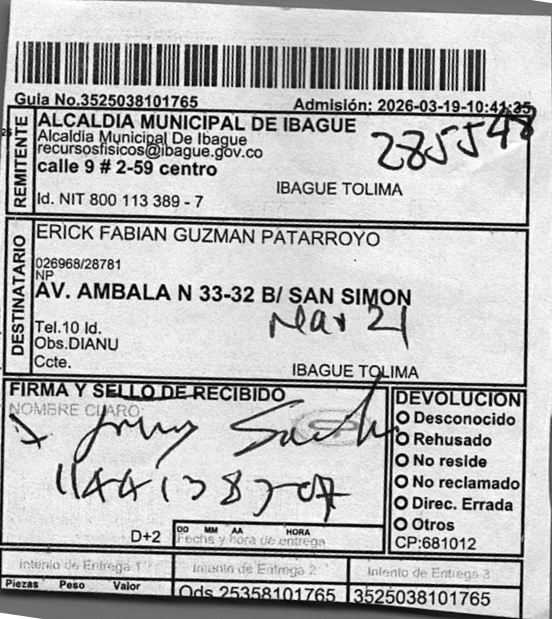 Guia No.3525038101765
Admisión: 2026-03-19-10:41:35
REMITENTE
ALCALDIA MUNICIPAL DE IBAGUE
Alcaldia Municipal De Ibague
recursosfisicos@ibague.gov.co
calle 9 # 2-59 centro
IBAGUE TOLIMA
Id. NIT 800 113 389 - 7
285548
DESTINATARIO
ERICK FABIAN GUZMAN PATARROYO
026968/28781
NP
AV. AMBALA N 33-32 B/ SAN SIMON
Mar 21
Tel.10 Id.
Obs.DIANU
Ccte.
IBAGUE TOLIMA
FIRMA Y SELLO DE RECIBIDO
NOMBRE CLARO:
D+2
DD MM AA HORA
Fecha y hora de entrega
DEVOLUCIÓN
Desconocido
Rehusado
No reside
No reclamado
Direc. Errada
Otros
CP:681012
Intento de Entrega 1
Intento de Entrega 2
Intento de Entrega 3
Piezas Peso Valor
Ods 25358101765
3525038101765